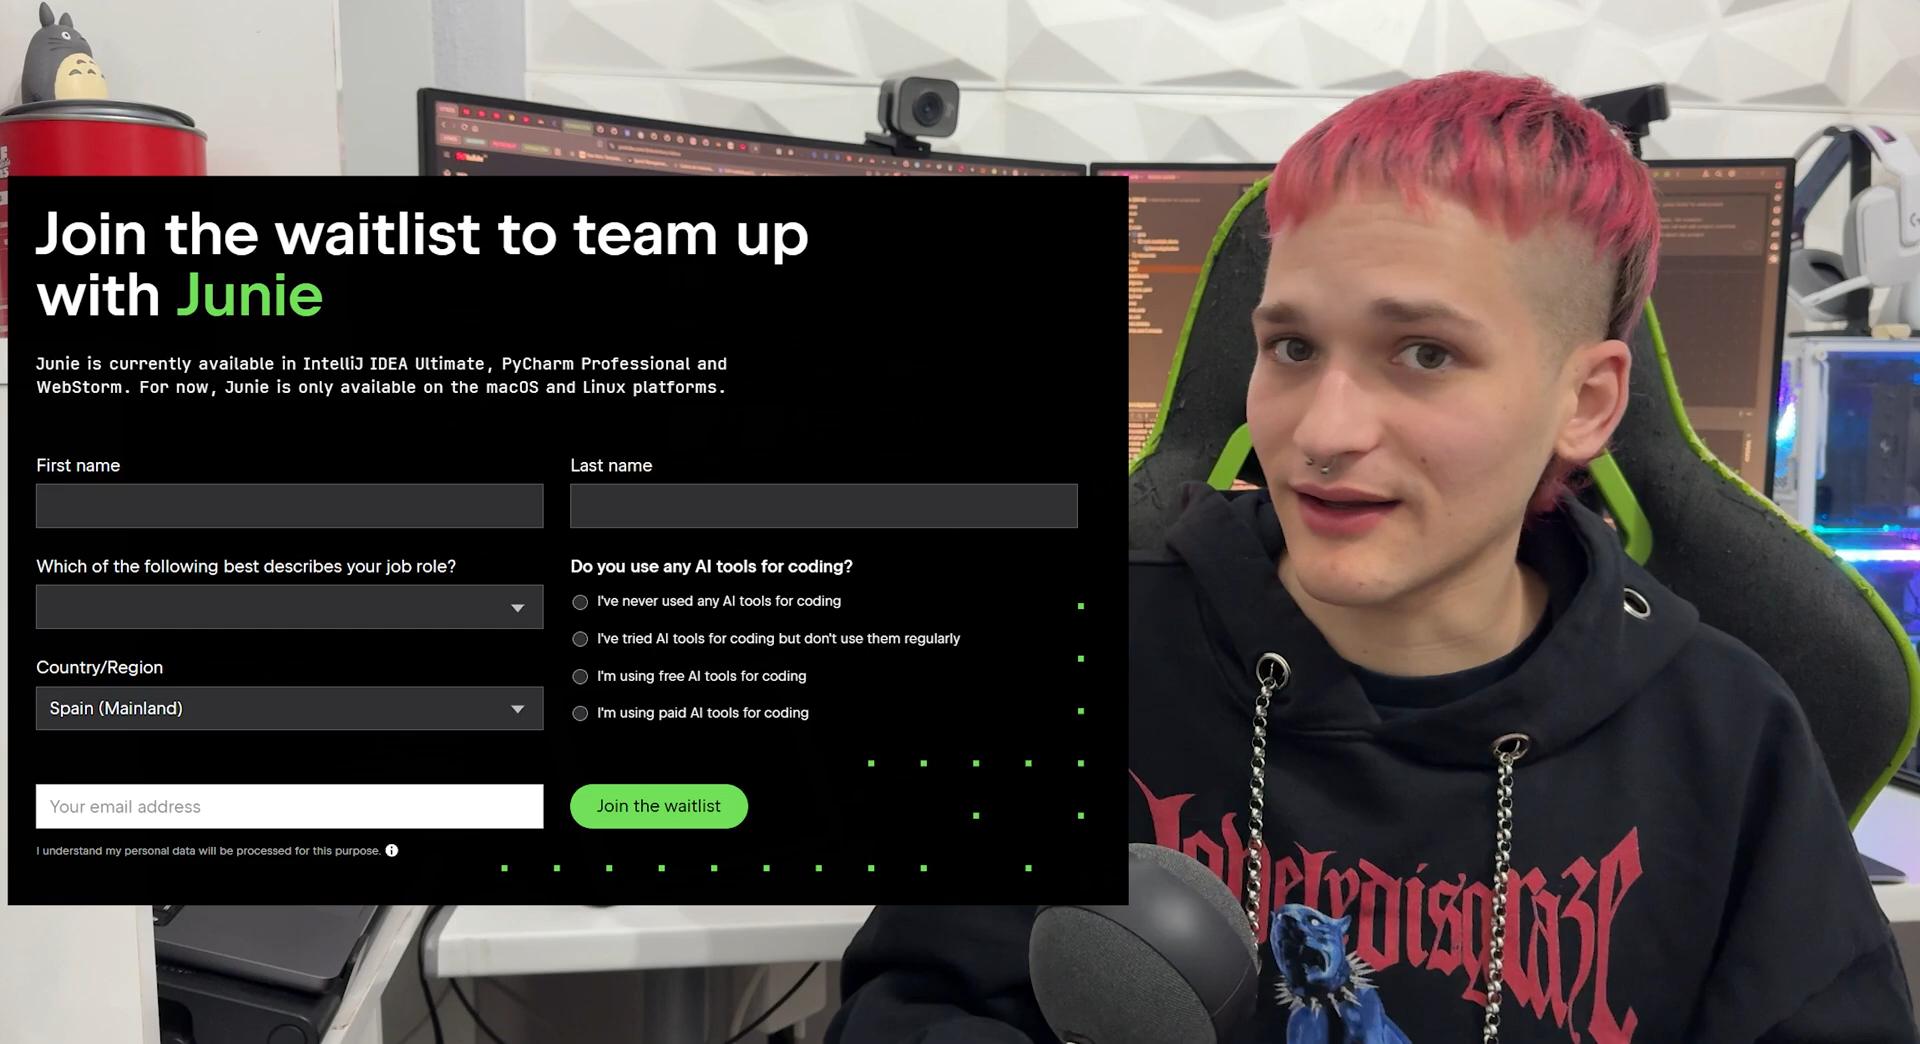 Join the waitlist to team up
with Junie
Junie is currently available in IntelliJ IDEA Ultimate, PyCharm Professional and
WebStorm. For now, Junie is only available on the macOS and Linux platforms.
First name
Last name
Which of the following best describes your job role?
Do you use any AI tools for coding?
I've never used any AI tools for coding
I've tried AI tools for coding but don't use them regularly
Country/Region
I'm using free AI tools for coding
Spain (Mainland)
I'm using paid AI tools for coding
Your email address
Join the waitlist
I understand my personal data will be processed for this purpose.